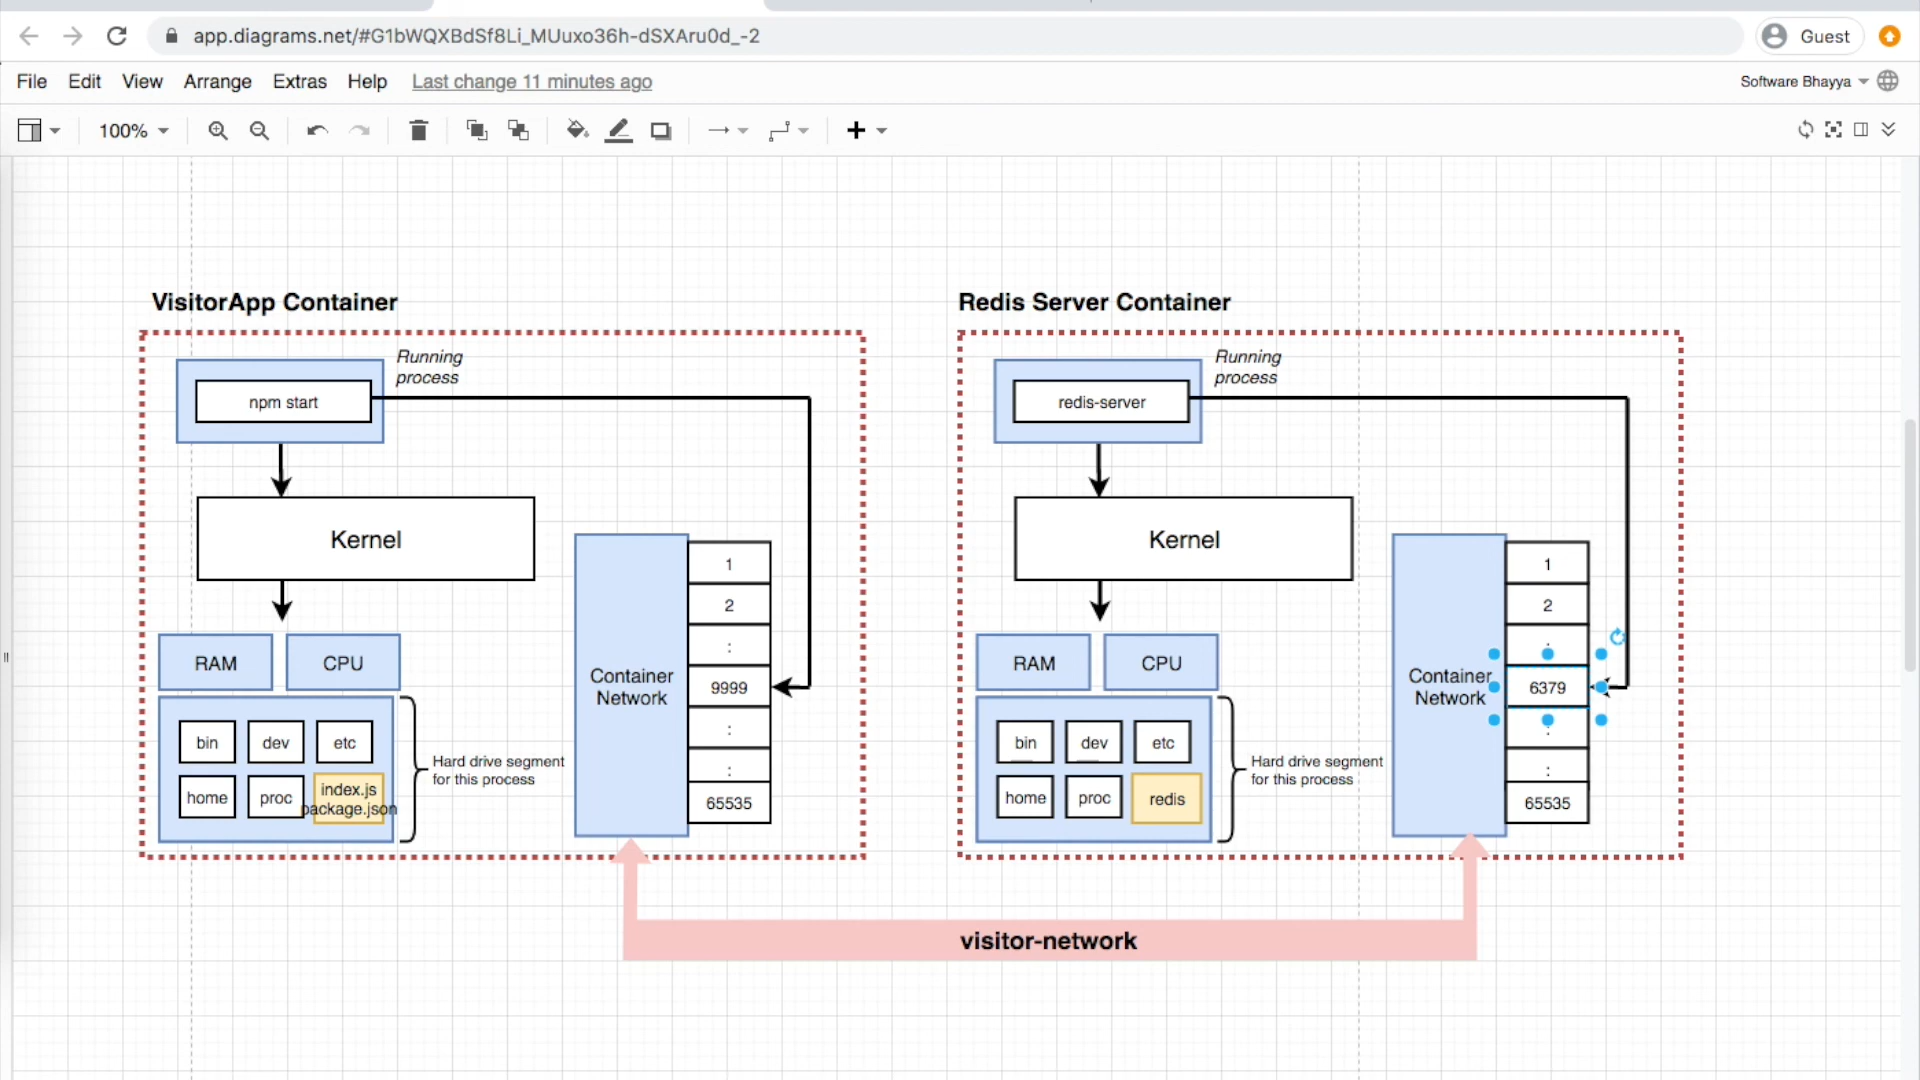 app.diagrams.net/#G1bWQXBdSf8Li_MUuxo36h-dSXAru0d_-2
Guest
File Edit View Arrange Extras Help Last change 11 minutes ago
Software Bhayya
100%
VisitorApp Container
Running
process
npm start
Kernel
RAM
CPU
bin
dev
etc
home
proc
index.js
package.json
Hard drive segment
for this process
Container
Network
1
2
:
9999
:
:
65535
Redis Server Container
Running
process
redis-server
Kernel
RAM
CPU
bin
dev
etc
home
proc
redis
Hard drive segment
for this process
Container
Network
1
2
:
6379
:
:
65535
visitor-network